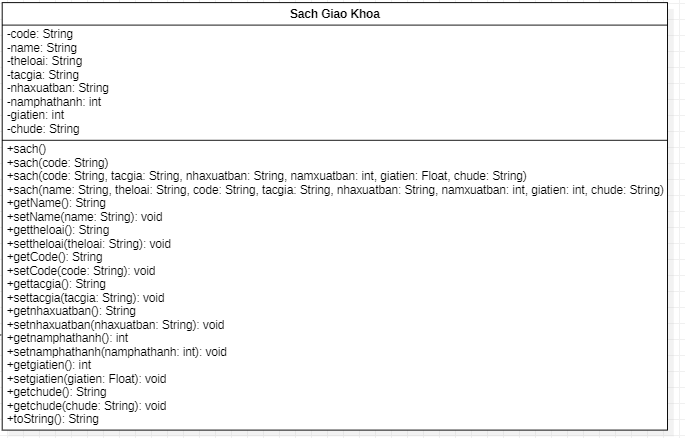 Sach Giao Khoa
-code: String
-name: String
-theloai: String
-tacgia: String
-nhaxuatban: String
-namphathanh: int
-giatien: int
-chude: String
+sach()
+sach(code: String)
+sach(code: String, tacgia: String, nhaxuatban: String, namxuatban: int, giatien: Float, chude: String)
+sach(name: String, theloai: String, code: String, tacgia: String, nhaxuatban: String, namxuatban: int, giatien: int, chude: String)
+getName(): String
+setName(name: String): void
+gettheloai(): String
+settheloai(theloai: String): void
+getCode(): String
+setCode(code: String): void
+gettacgia(): String
+settacgia(tacgia: String): void
+getnhaxuatban(): String
+setnhaxuatban(nhaxuatban: String): void
+getnamphathanh(): int
+setnamphathanh(namphathanh: int): void
+getgiatien(): int
+setgiatien(giatien: Float): void
+getchude(): String
+getchude(chude: String): void
+toString(): String